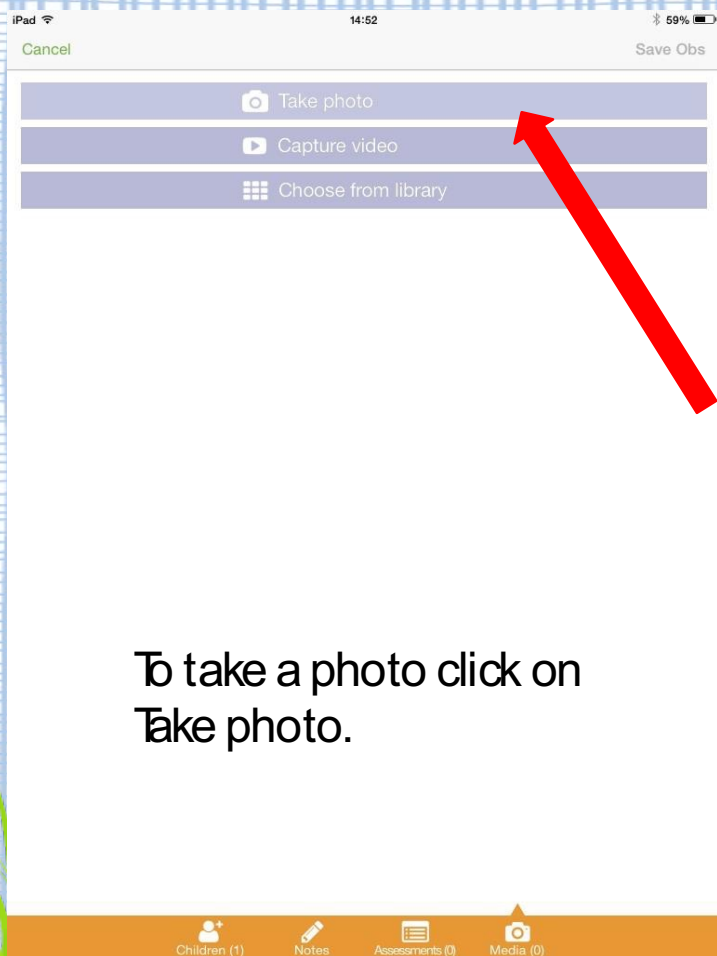 iPad 14:52 59%
Cancel Save Obs
Take photo
Capture video
Choose from library
To take a photo click on
Take photo.
Children (1) Notes Assessments (0) Media (0)